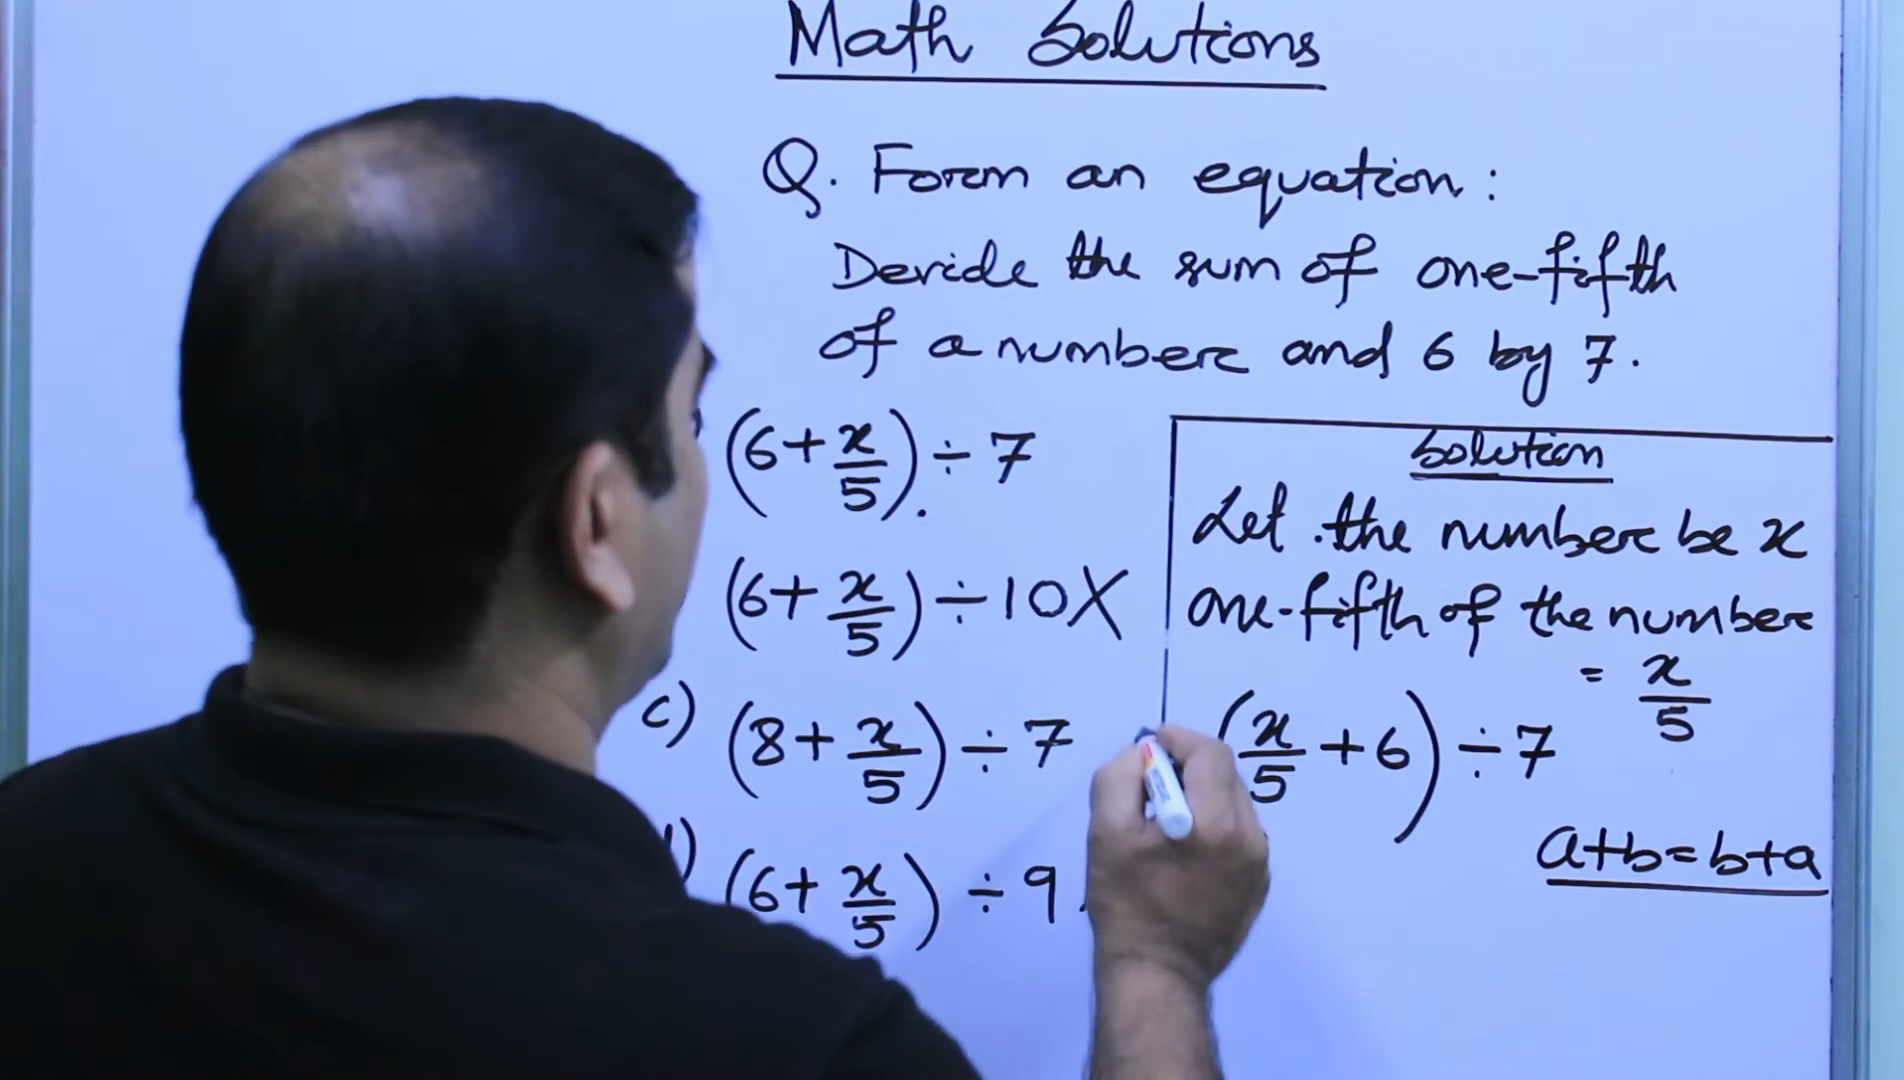 Math Solutions
Q. Form an equation:
Devide the sum of one-fifth
of a number and 6 by 7.
(6+x/5)÷7
(6+x/5)÷10X
c) (8+x/5)÷7
(6+x/5)÷9
Solution
Let the number be x
one-fifth of the number
= x/5
(x/5+6)÷7
a+b=b+a